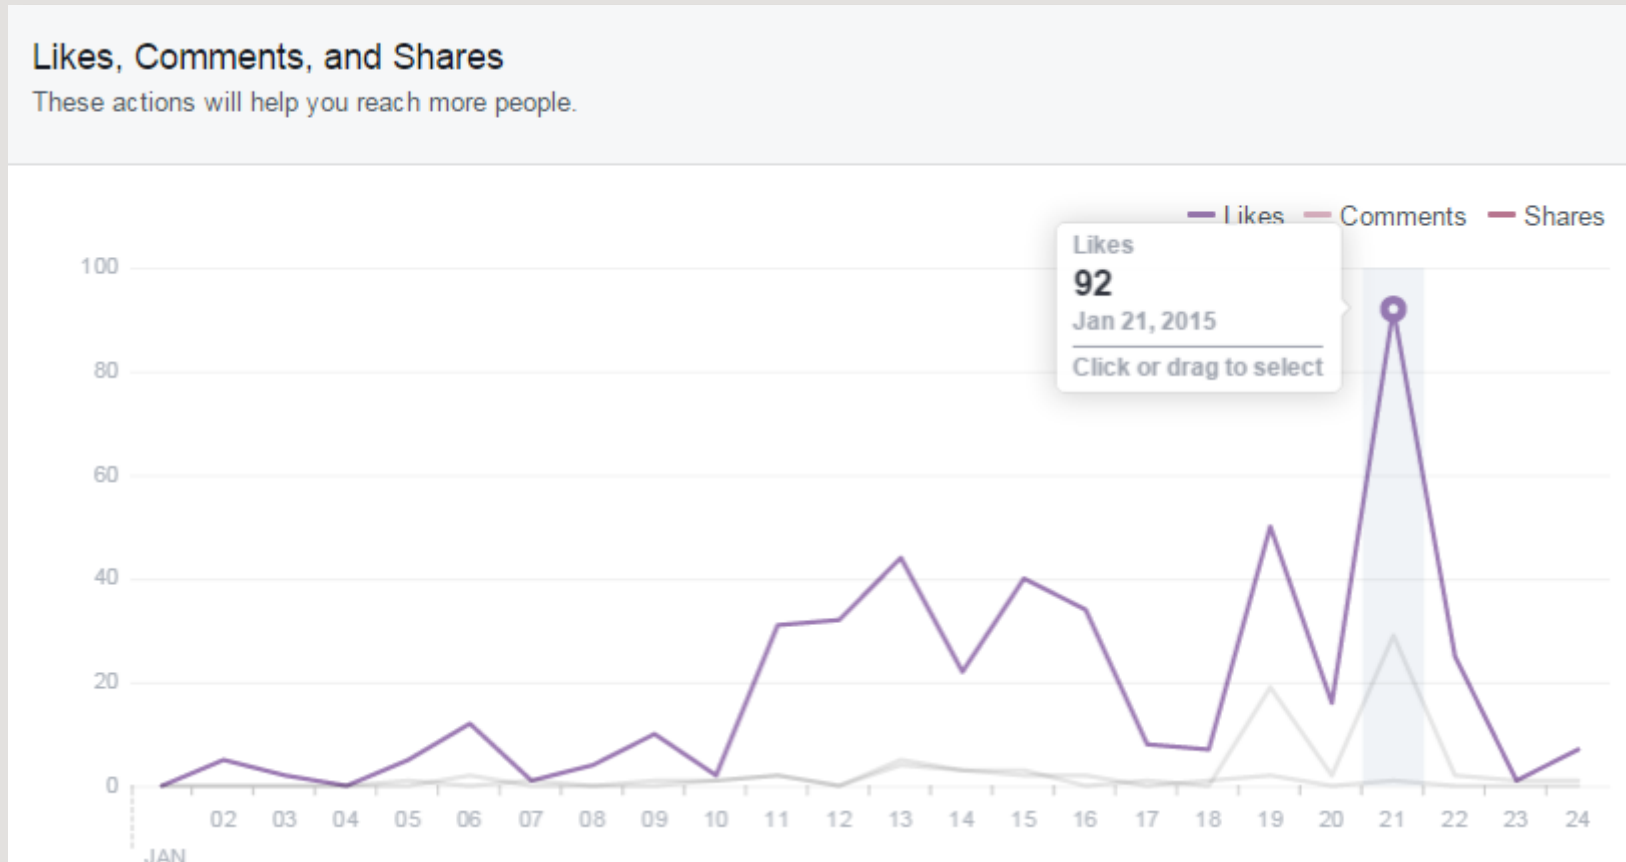 Likes, Comments, and Shares
These actions will help you reach more people.
Likes Comments Shares
Likes
92
Jan 21, 2015
Click or drag to select
100
80
60
40
20
0
02 03 04 05 06 07 08 09 10 11 12 13 14 15 16 17 18 19 20 21 22 23 24
JAN